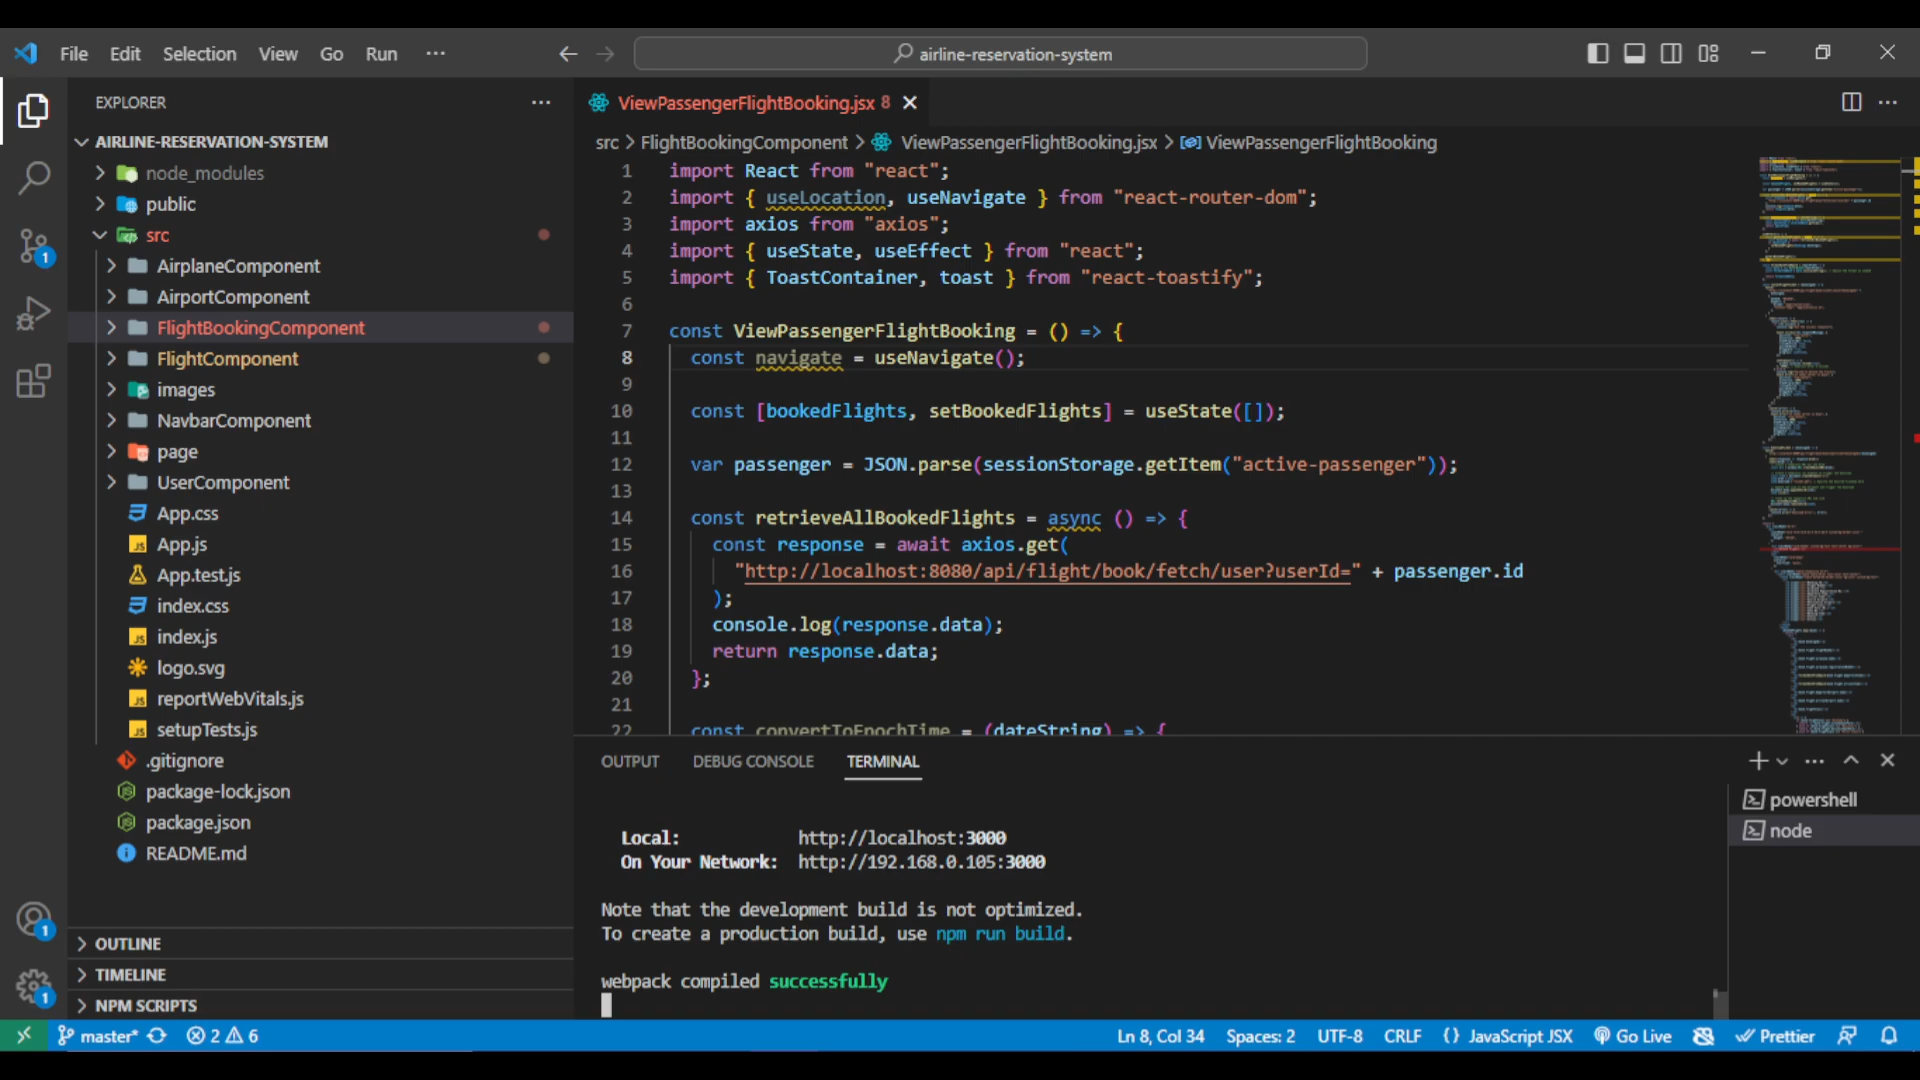 File Edit Selection View Go Run ··· airline-reservation-system
EXPLORER
AIRLINE-RESERVATION-SYSTEM
node_modules
public
src
AirplaneComponent
AirportComponent
FlightBookingComponent
FlightComponent
images
NavbarComponent
page
UserComponent
App.css
App.js
App.test.js
index.css
index.js
logo.svg
reportWebVitals.js
setupTests.js
.gitignore
package-lock.json
package.json
README.md
OUTLINE
TIMELINE
NPM SCRIPTS
1
1
1
ViewPassengerFlightBooking.jsx 8
src > FlightBookingComponent > ViewPassengerFlightBooking.jsx > ViewPassengerFlightBooking
1 import React from "react";
2 import { useLocation, useNavigate } from "react-router-dom";
3 import axios from "axios";
4 import { useState, useEffect } from "react";
5 import { ToastContainer, toast } from "react-toastify";
6
7 const ViewPassengerFlightBooking = () => {
8 const navigate = useNavigate();
9
10 const [bookedFlights, setBookedFlights] = useState([]);
11
12 var passenger = JSON.parse(sessionStorage.getItem("active-passenger"));
13
14 const retrieveAllBookedFlights = async () => {
15 const response = await axios.get(
16 "http://localhost:8080/api/flight/book/fetch/user?userId=" + passenger.id
17 );
18 console.log(response.data);
19 return response.data;
20 };
21
22 const convertToEpochTime = (dateString) => {
OUTPUT DEBUG CONSOLE TERMINAL
Local: http://localhost:3000
On Your Network: http://192.168.0.105:3000
Note that the development build is not optimized.
To create a production build, use npm run build.
webpack compiled successfully
powershell
node
master* 2 6 Ln 8, Col 34 Spaces: 2 UTF-8 CRLF {} JavaScript JSX Go Live Prettier